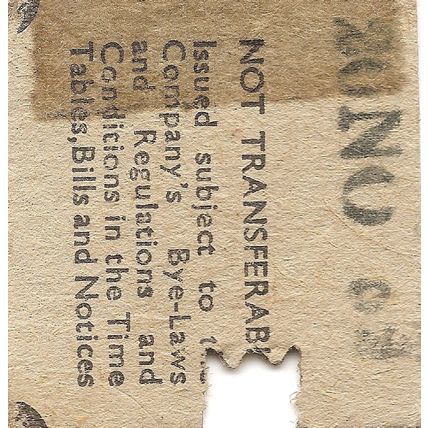 NOT TRANSFERAB
Issued subject to t
Company's Bye-Laws
and Regulations and
Conditions in the Time
Tables,Bills and Notices